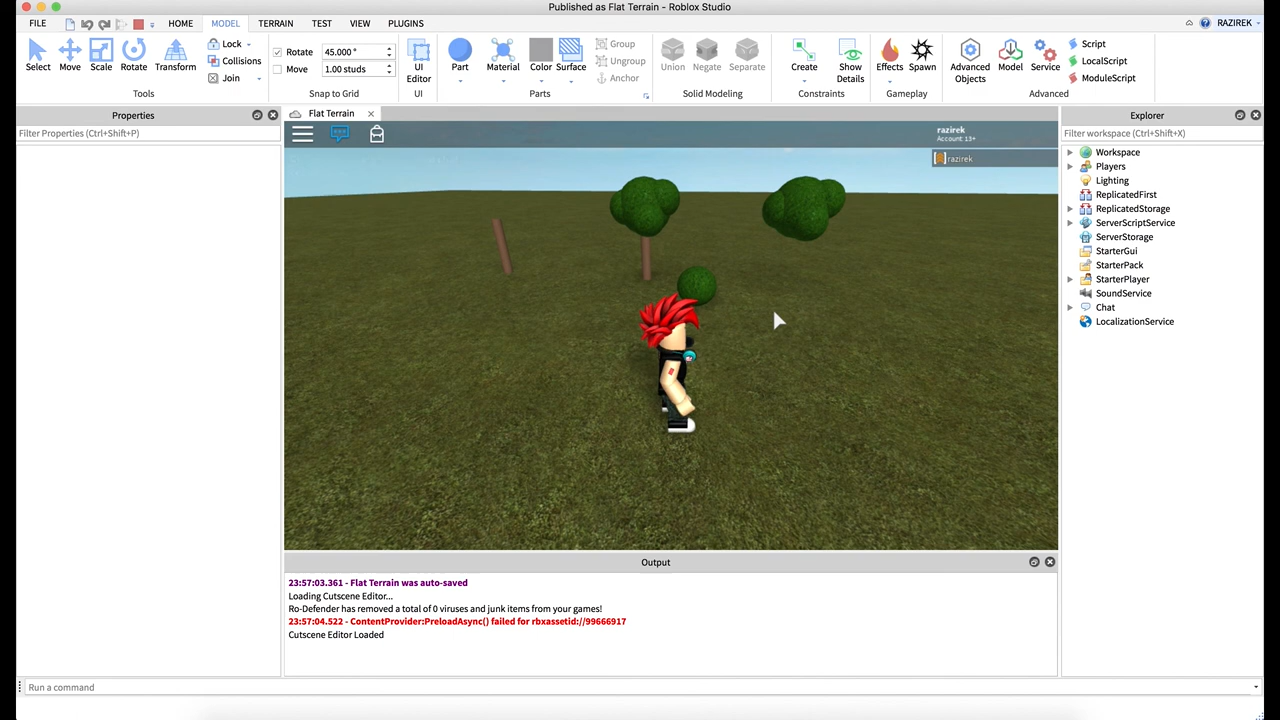 Published as Flat Terrain - Roblox Studio
FILE HOME MODEL TERRAIN TEST VIEW PLUGINS RAZIREK
Select Move Scale Rotate Transform
Lock
Collisions
Join
Tools
Rotate 45.000 °
Move 1.00 studs
Snap to Grid
UI
Editor
UI
Part Material Color Surface
Group
Ungroup
Anchor
Parts
Union Negate Separate
Solid Modeling
Create Show
Details
Constraints
Effects Spawn
Gameplay
Advanced
Objects
Model Service
Script
LocalScript
ModuleScript
Advanced
Properties
Filter Properties (Ctrl+Shift+P)
Flat Terrain
razirek
Account: 13+
razirek
Explorer
Filter workspace (Ctrl+Shift+X)
Workspace
Players
Lighting
ReplicatedFirst
ReplicatedStorage
ServerScriptService
ServerStorage
StarterGui
StarterPack
StarterPlayer
SoundService
Chat
LocalizationService
Output
23:57:03.361 - Flat Terrain was auto-saved
Loading Cutscene Editor...
Ro-Defender has removed a total of 0 viruses and junk items from your games!
23:57:04.522 - ContentProvider:PreloadAsync() failed for rbxassetid://99666917
Cutscene Editor Loaded
Run a command